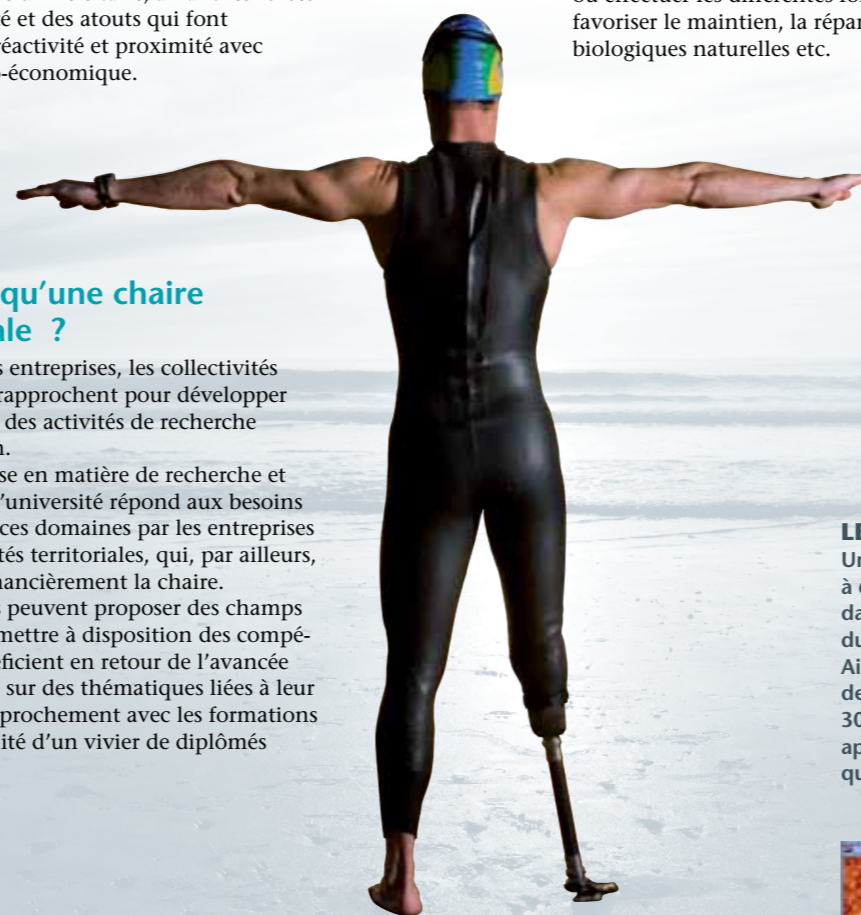 é et des atouts qui font
éactivité et proximité avec
-économique.
favoriser le maintien, la répar
biologiques naturelles etc.
qu'une chaire
ale ?
s entreprises, les collectivités
rapprochent pour développer
des activités de recherche
n.
se en matière de recherche et
'université répond aux besoins
ces domaines par les entreprises
tés territoriales, qui, par ailleurs,
nancièrement la chaire.
s peuvent proposer des champs
mettre à disposition des compé-
éficient en retour de l'avancée
sur des thématiques liées à leur
prochement avec les formations
ité d'un vivier de diplômés
LE
Un
à c
da
du
Ai
de
30
ap
qu